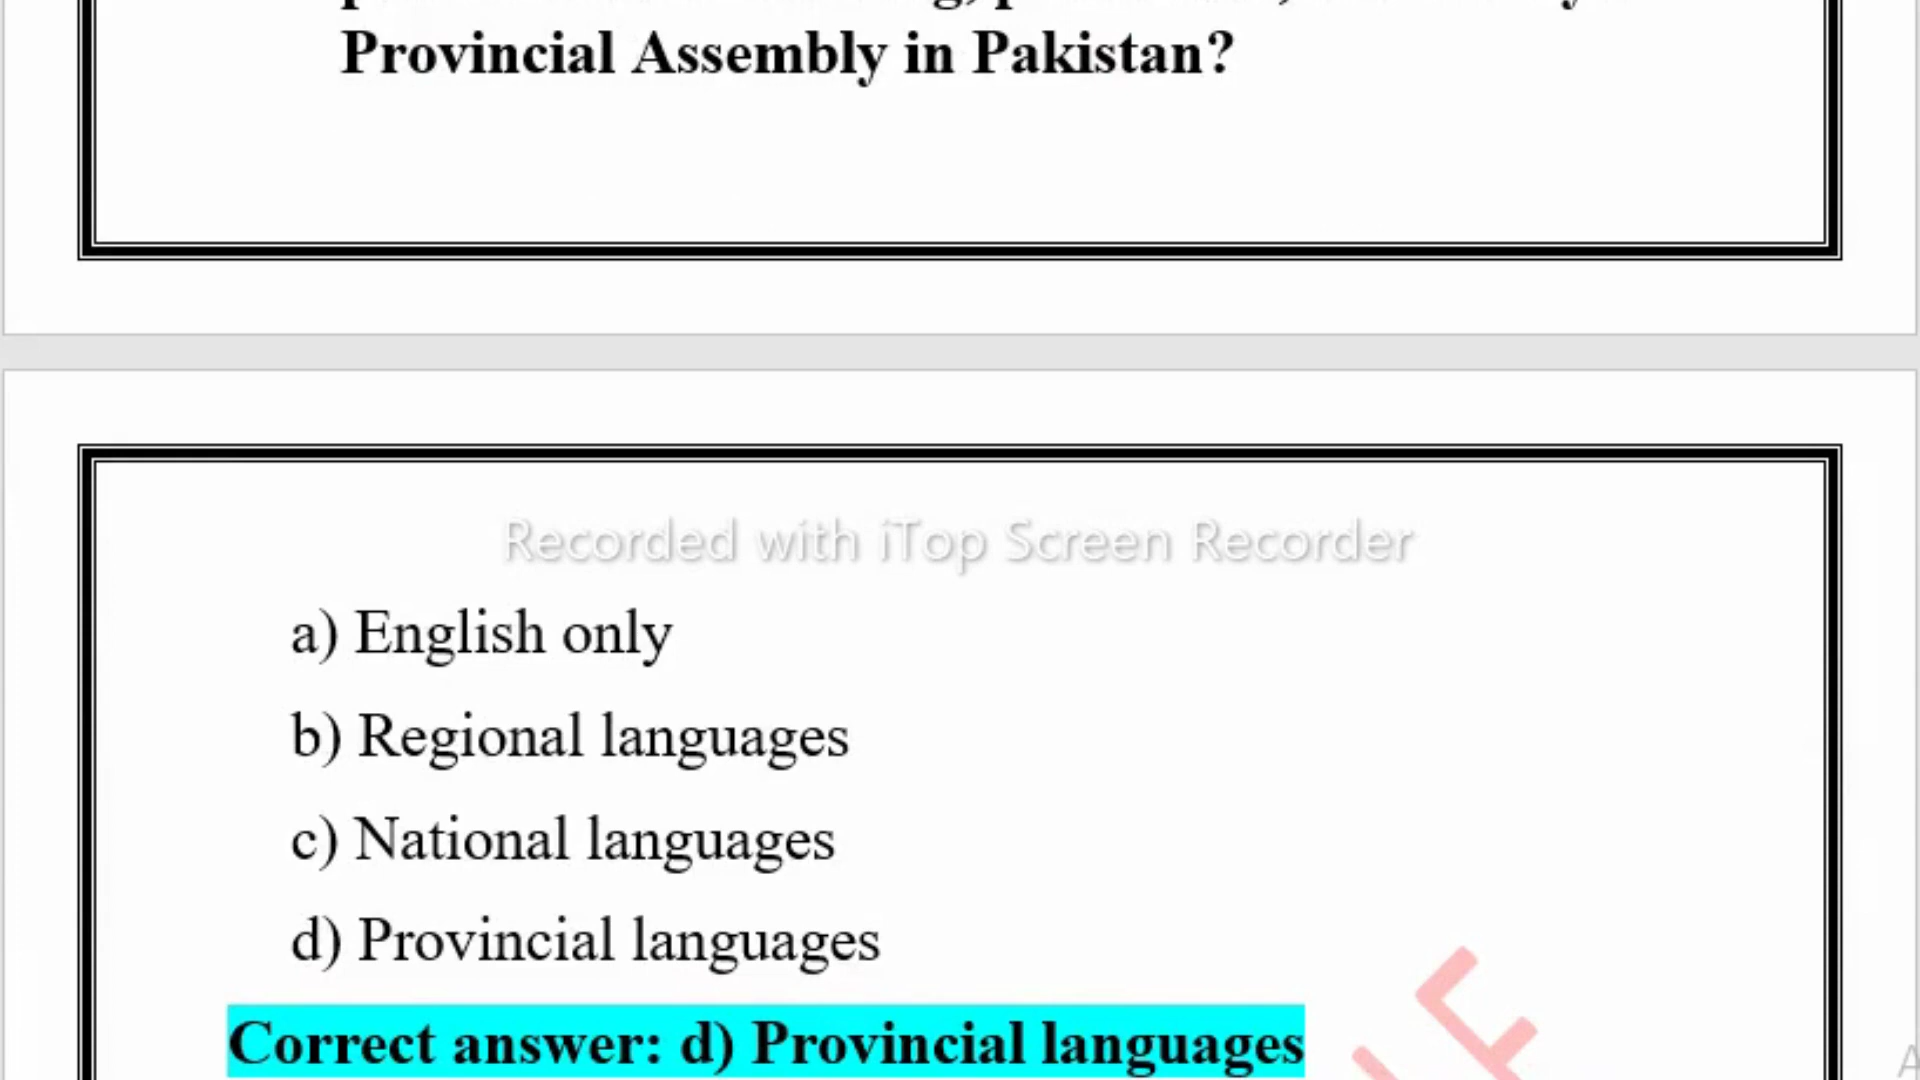 Provincial Assembly in Pakistan?
Recorded with iTop Screen Recorder
a) English only
b) Regional languages
c) National languages
d) Provincial languages
Correct answer: d) Provincial languages